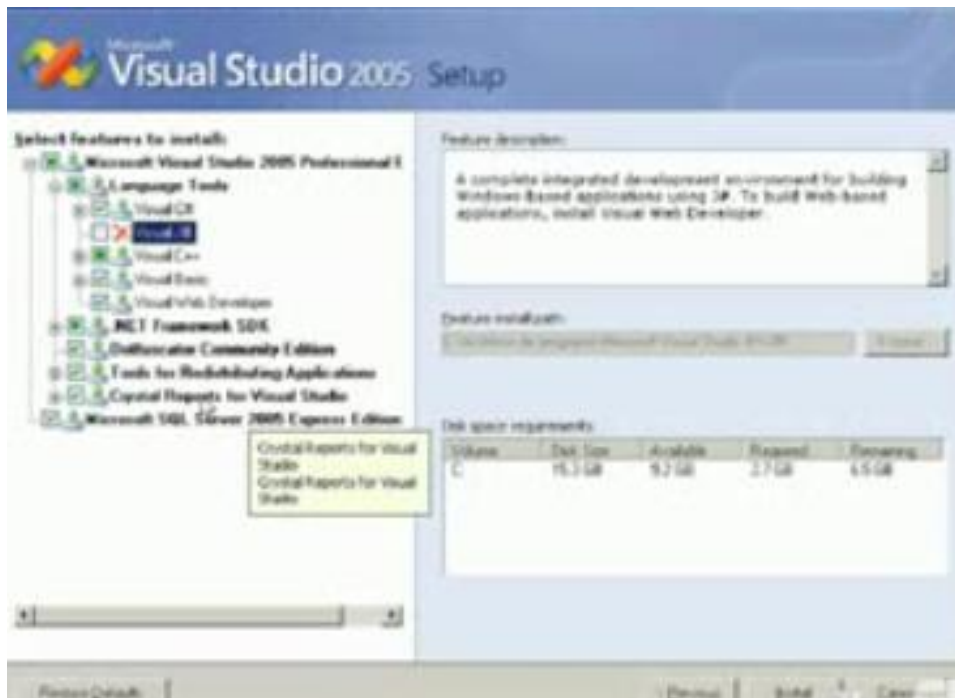 Microsoft
Visual Studio 2005 Setup
Select features to install:
Microsoft Visual Studio 2005 Professional E
Language Tools
Visual C#
Visual J#
Visual C++
Visual Basic
Visual Web Developer
.NET Framework SDK
Dotfuscator Community Edition
Tools for Redistributing Applications
Crystal Reports for Visual Studio
Microsoft SQL Server 2005 Express Edition
Crystal Reports for Visual
Studio
Crystal Reports for Visual
Studio
Feature description:
A complete integrated development environment for building
Windows-based applications using J#. To build Web-based
applications, install Visual Web Developer.
Feature install path:
Disk space requirements:
Volume Disk Size Available Required Remaining
C 15.3 GB 9.2 GB 2.7 GB 6.5 GB
Restore Defaults
Previous
Install